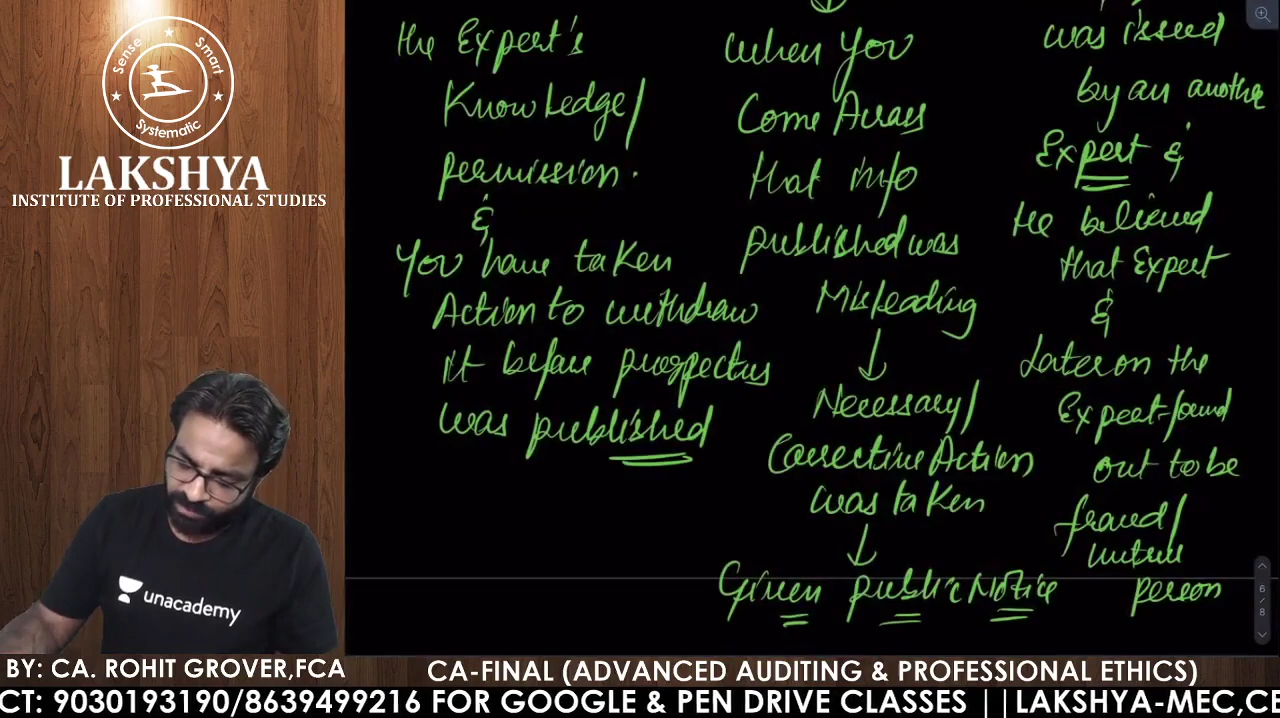 Sense
Smart
Systematic
LAKSHYA
INSTITUTE OF PROFESSIONAL STUDIES
the Expert's
Knowledge/
permission.
&
You have taken
Action to withdraw
it before prospectus
was published
When You
Come Across
that info
published was
Misleading
↓
Necessary/
Corrective Action
was taken
↓
Given public Notice
was issued
by an another
Expert &
He believed
that Expert
&
Later on the
Expert found
out to be
fraud/
person
unacademy
6
/
8
BY: CA. ROHIT GROVER,FCA
CA-FINAL (ADVANCED AUDITING & PROFESSIONAL ETHICS)
CT: 9030193190/8639499216 FOR GOOGLE & PEN DRIVE CLASSES ||LAKSHYA-MEC,CE